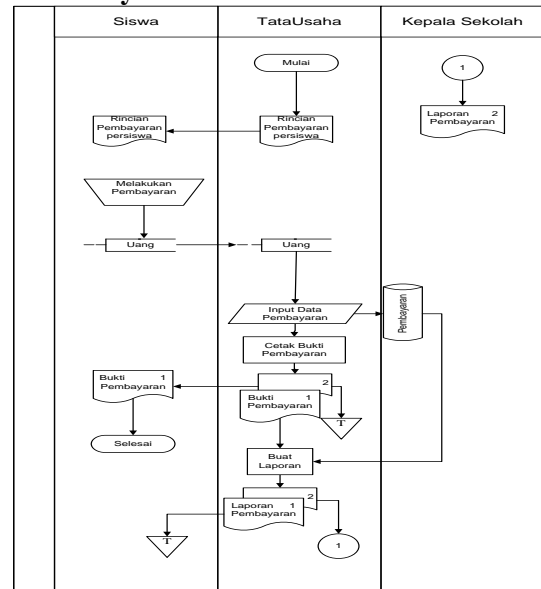 Siswa
TataUsaha
Kepala Sekolah
Mulai
1
Rincian
Pembayaran
persiswa
Rincian
Pembayaran
persiswa
Laporan 2
Pembayaran
Melakukan
Pembayaran
Uang
Uang
Input Data
Pembayaran
Pembayaran
Cetak Bukti
Pembayaran
Bukti 1
Pembayaran
2
Bukti 1
Pembayaran
T
Selesai
Buat
Laporan
2
Laporan 1
Pembayaran
T
1